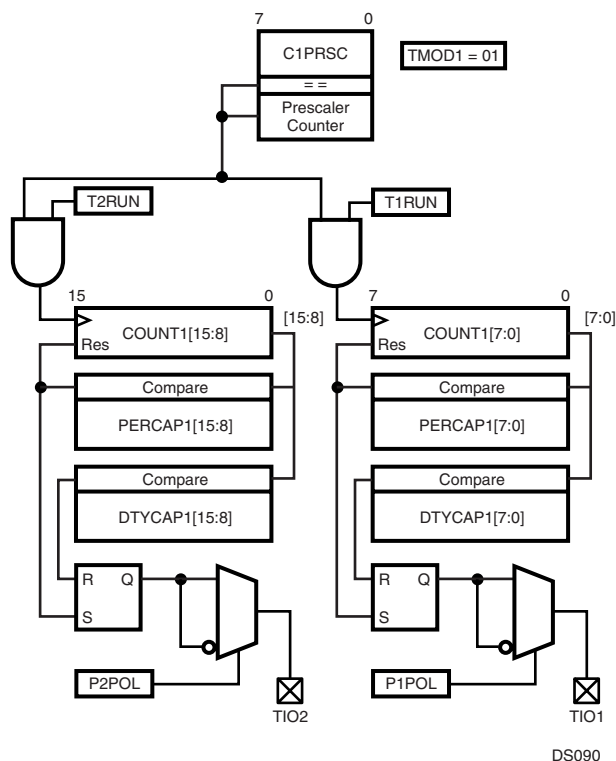 7 0
C1PRSC
TMOD1 = 01
= =
Prescaler
Counter
T2RUN
T1RUN
15 0
[15:8]
7 0
[7:0]
COUNT1[15:8]
Res
COUNT1[7:0]
Res
Compare
PERCAP1[15:8]
Compare
PERCAP1[7:0]
Compare
DTYCAP1[15:8]
Compare
DTYCAP1[7:0]
R Q
S
R Q
S
P2POL
TIO2
P1POL
TIO1
DS090